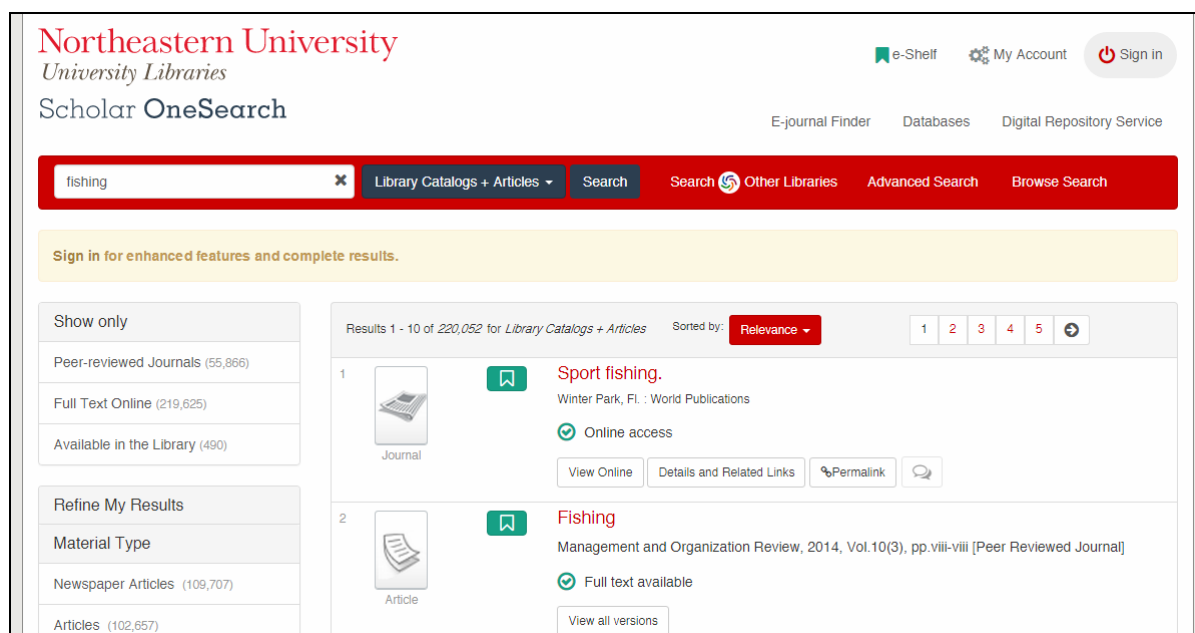 Northeastern University
University Libraries
Scholar OneSearch
e-Shelf My Account Sign in
E-journal Finder Databases Digital Repository Service
fishing Library Catalogs + Articles Search Search Other Libraries Advanced Search Browse Search
Sign in for enhanced features and complete results.
Show only
Peer-reviewed Journals (55,866)
Full Text Online (219,625)
Available in the Library (490)
Refine My Results
Material Type
Newspaper Articles (109,707)
Articles (102,657)
Results 1 - 10 of 220,052 for Library Catalogs + Articles Sorted by: Relevance 1 2 3 4 5
1
Journal
Sport fishing.
Winter Park, Fl. : World Publications
Online access
View Online Details and Related Links Permalink
2
Article
Fishing
Management and Organization Review, 2014, Vol.10(3), pp.viii-viii [Peer Reviewed Journal]
Full text available
View all versions